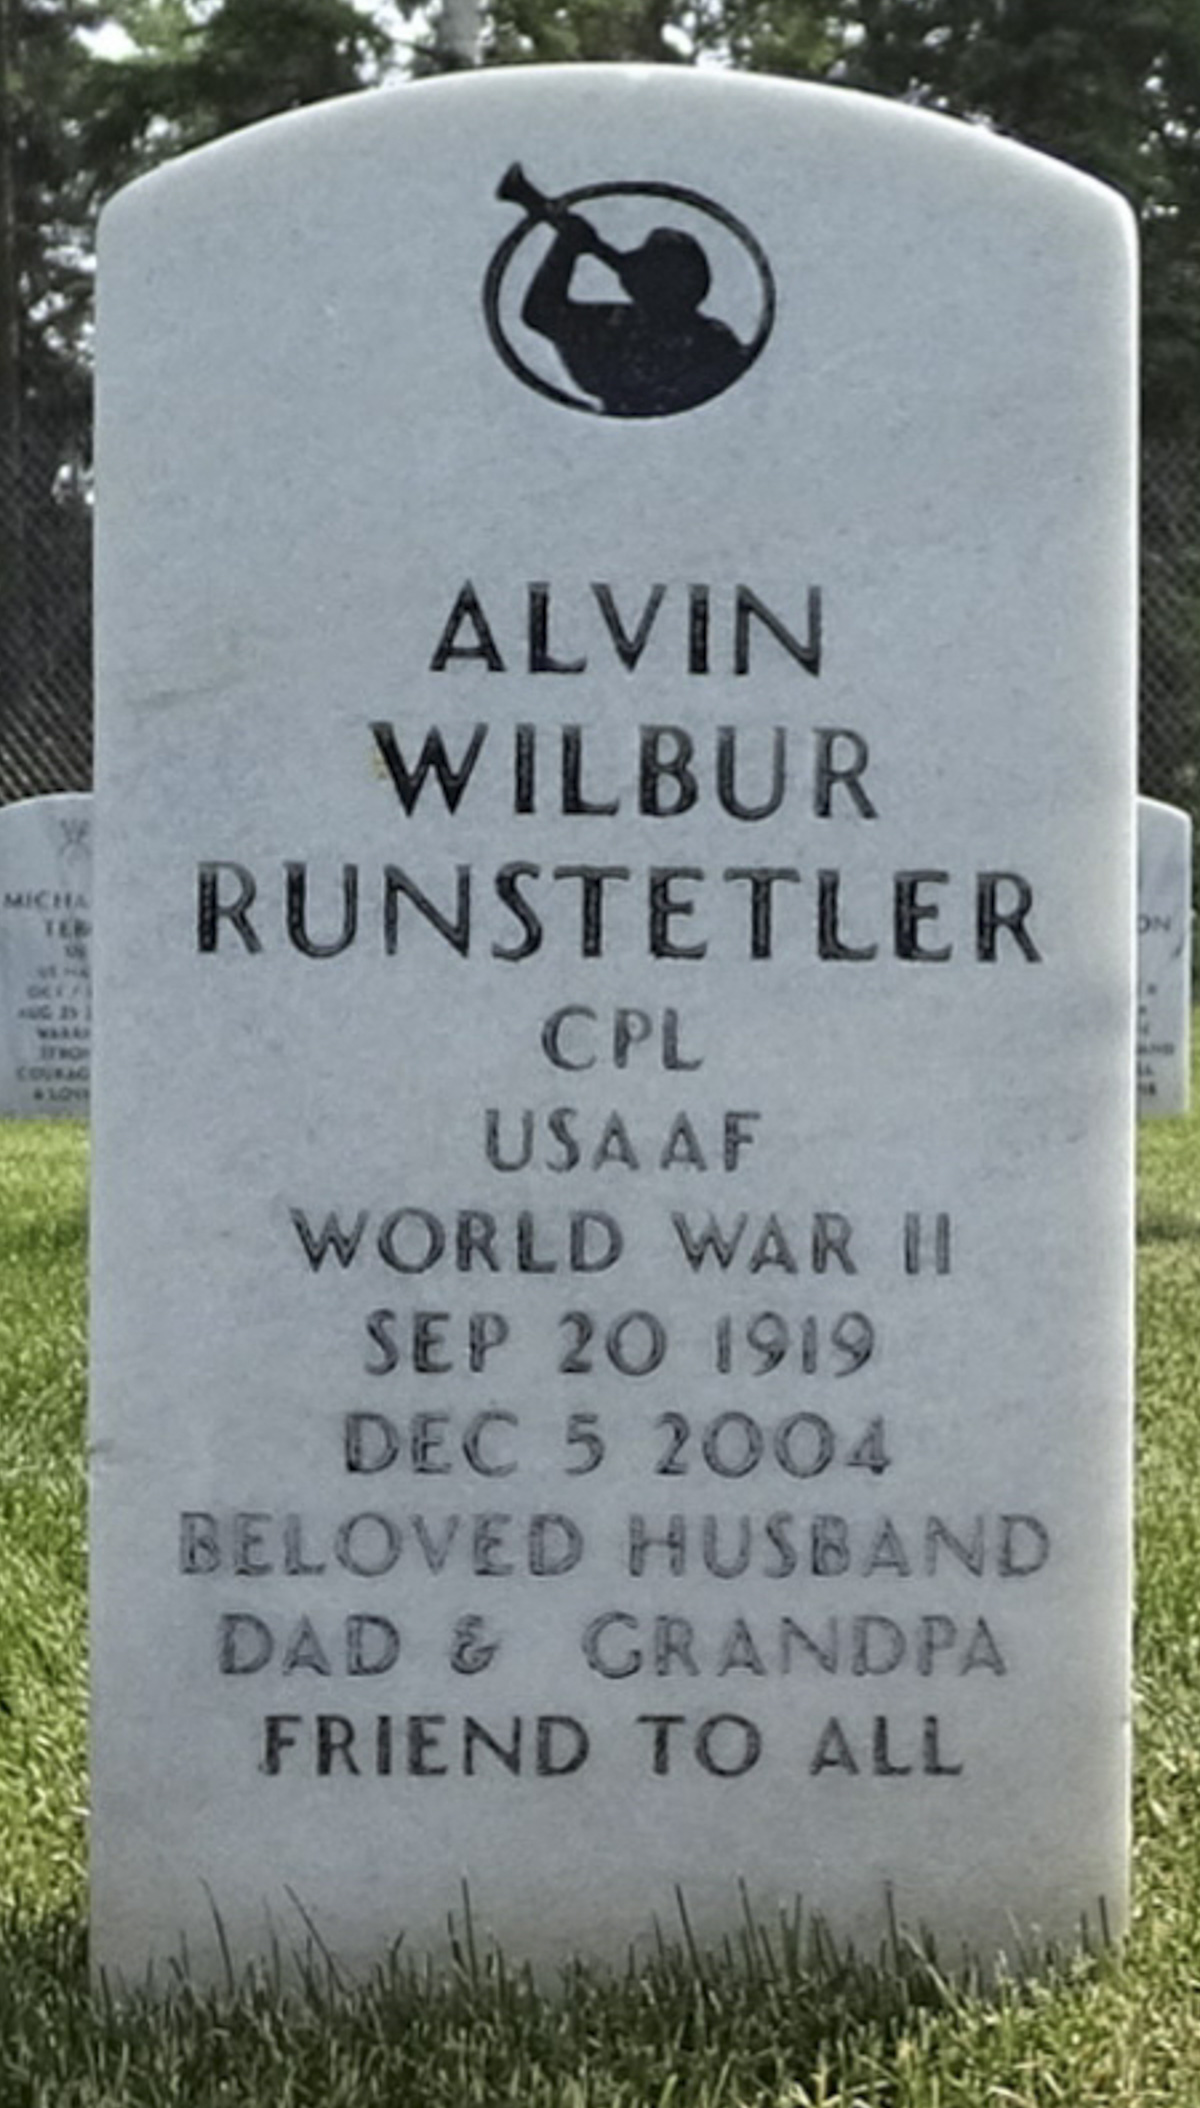 ALVIN
WILBUR
RUNSTETLER
CPL
USAAF
WORLD WAR II
SEP 20 1919
DEC 5 2004
BELOVED HUSBAND
DAD & GRANDPA
FRIEND TO ALL